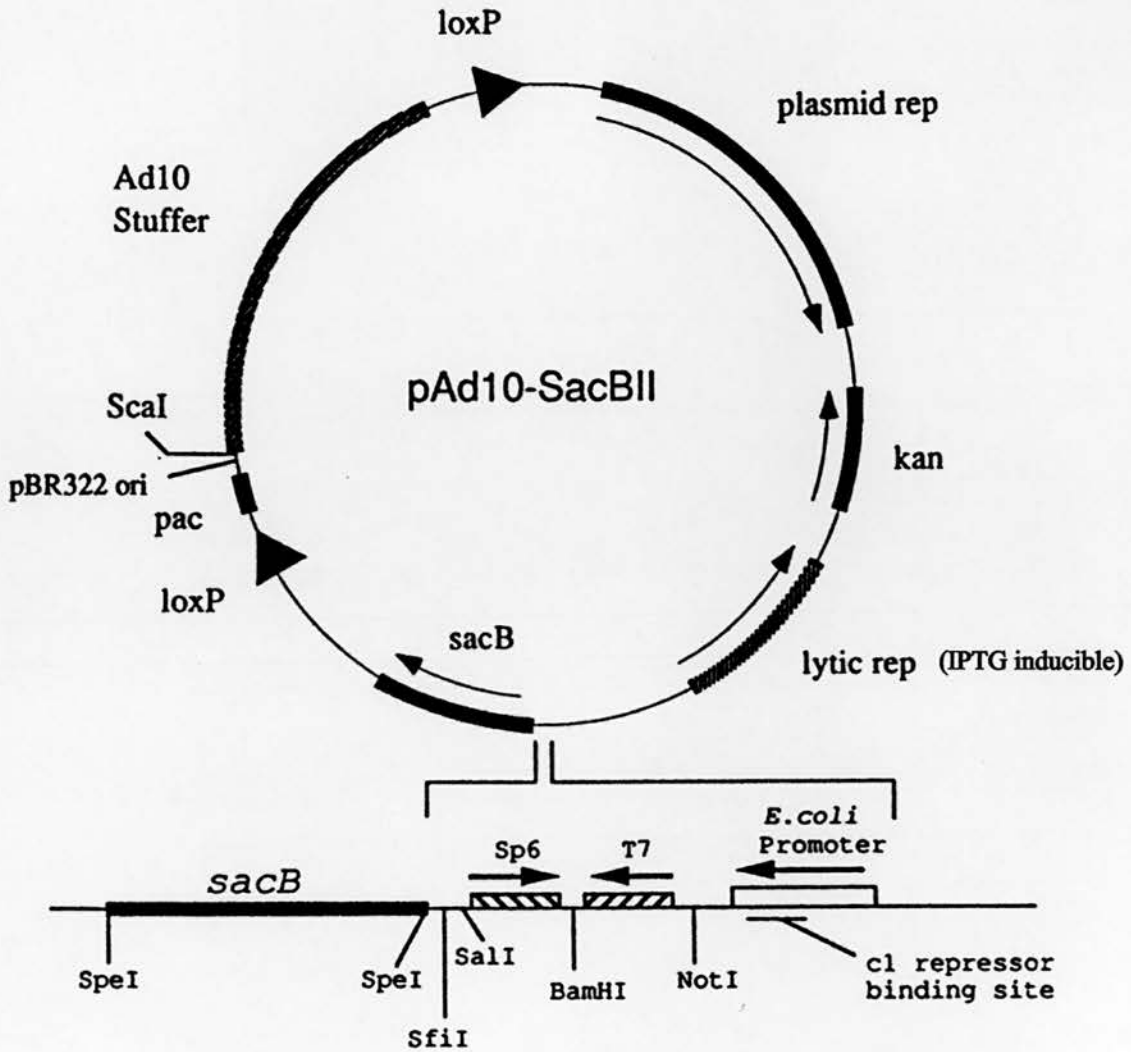 loxP
plasmid rep
Ad10
Stuffer
pAd10-SacBII
ScaI
pBR322 ori
pac
kan
loxP
sacB
lytic rep (IPTG inducible)
E.coli
Promoter
Sp6
T7
sacB
SpeI
SpeI
SalI
BamHI
NotI
c1 repressor
binding site
SfiI